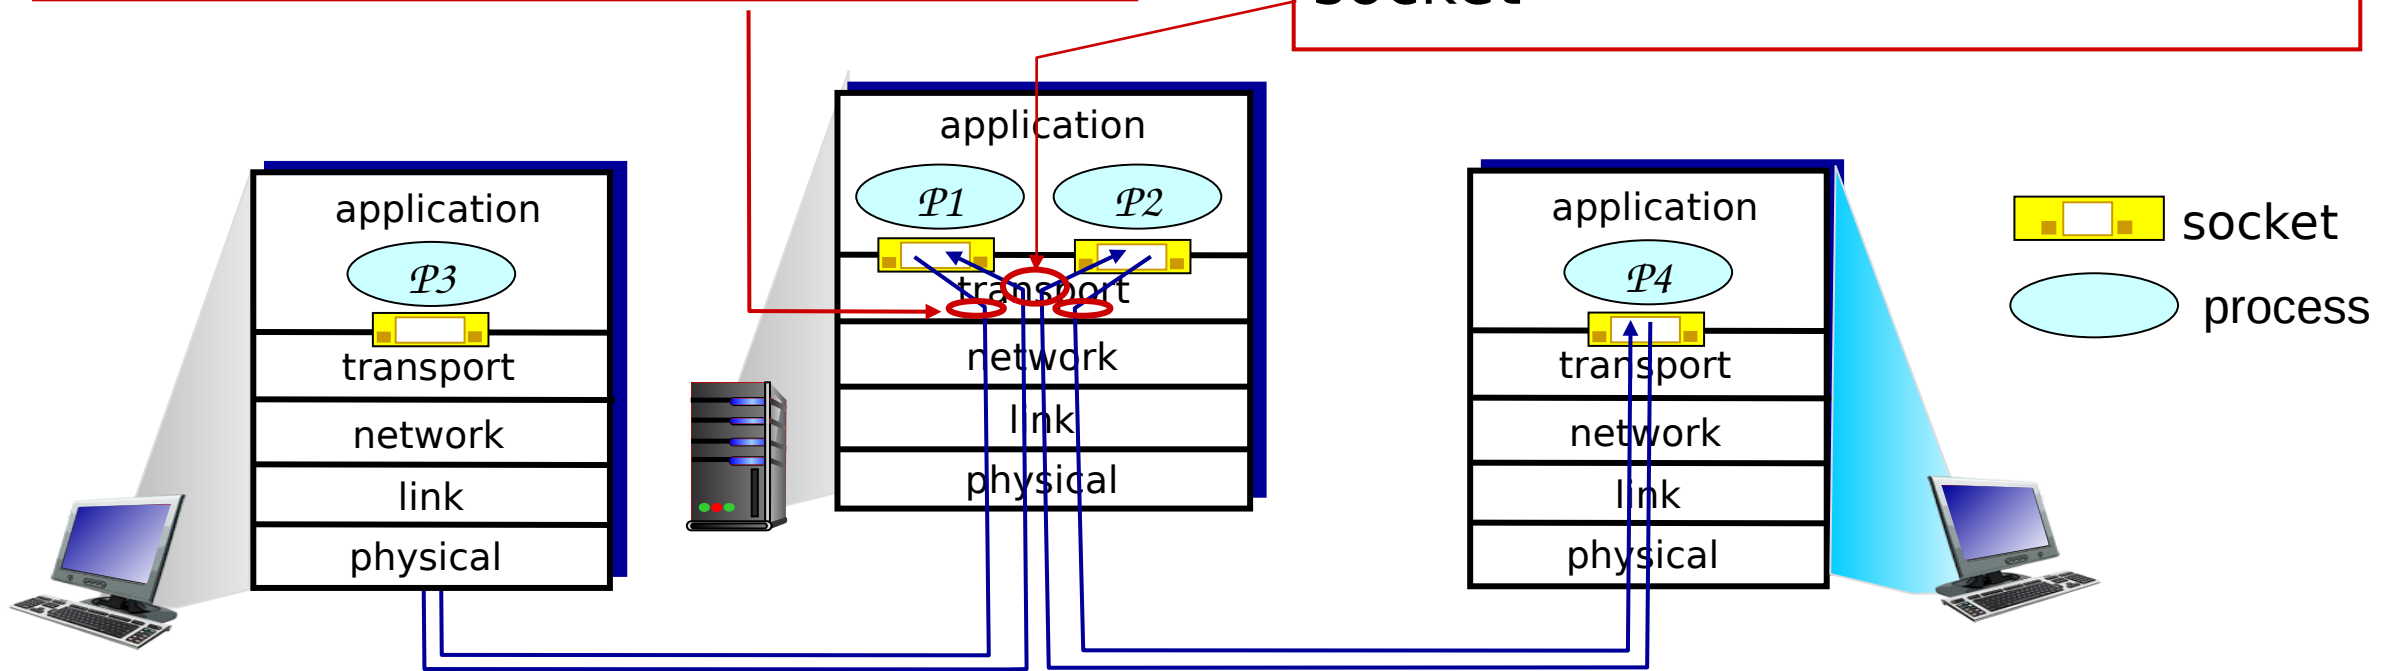 socket
application
P1 P2
transport
network
link
physical
application
P3
transport
network
link
physical
application
P4
transport
network
link
physical
socket
process